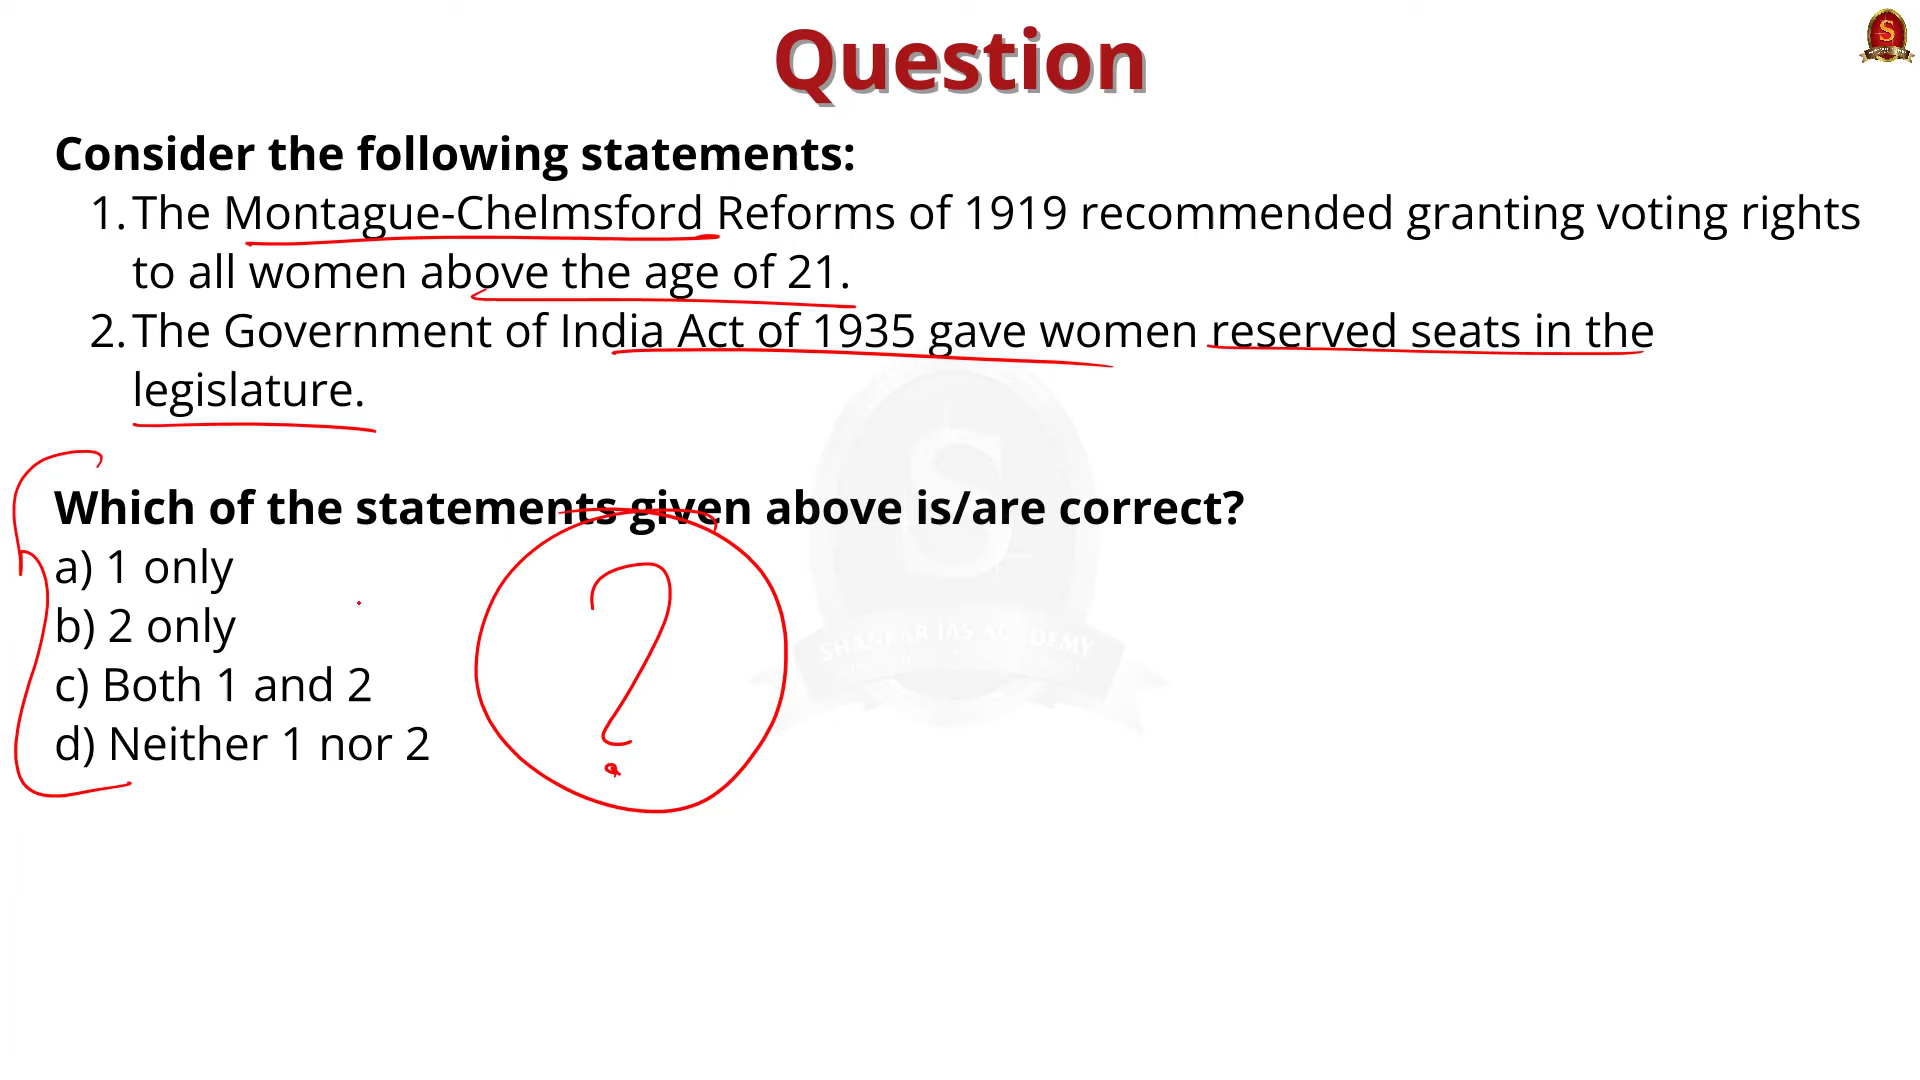 Question
Consider the following statements:
1. The Montague-Chelmsford Reforms of 1919 recommended granting voting rights
to all women above the age of 21.
2. The Government of India Act of 1935 gave women reserved seats in the
legislature.
Which of the statements given above is/are correct?
a) 1 only
b) 2 only
c) Both 1 and 2
d) Neither 1 nor 2
?
S
SHANKAR IAS ACADEMY
S